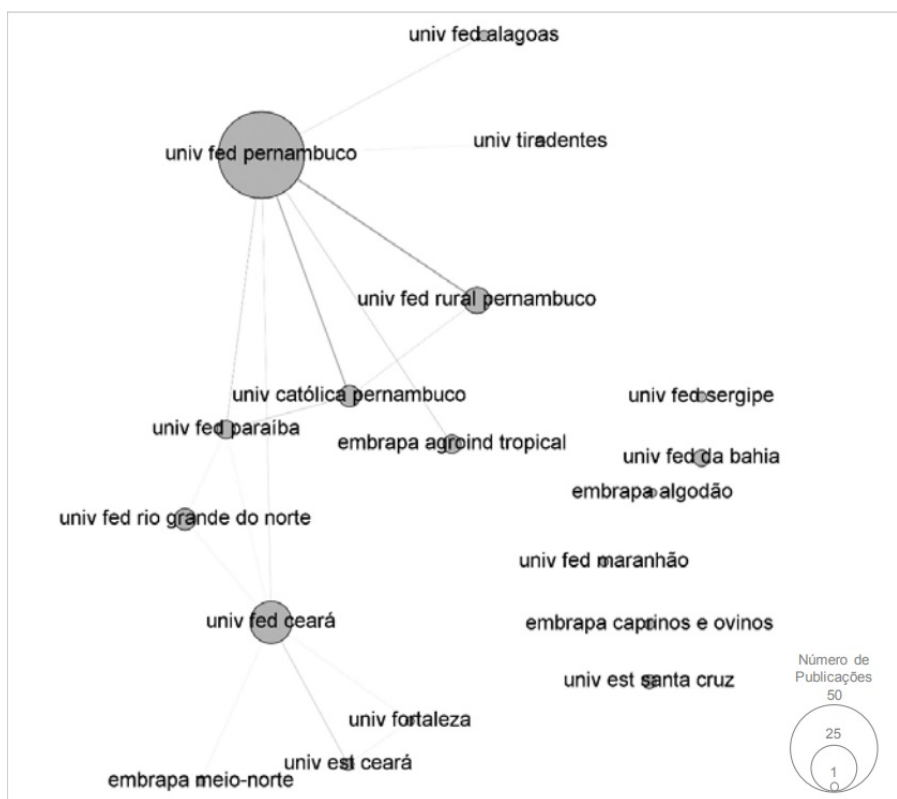 univ fed alagoas
univ tiradentes
univ fed pernambuco
univ fed rural pernambuco
univ católica pernambuco
univ fed sergipe
univ fed paraíba
embrapa agroind tropical
univ fed da bahia
embrapa algodão
univ fed rio grande do norte
univ fed maranhão
univ fed ceará
embrapa caprinos e ovinos
univ est santa cruz
univ fortaleza
univ est ceará
embrapa meio-norte
Número de
Publicações
50
25
1